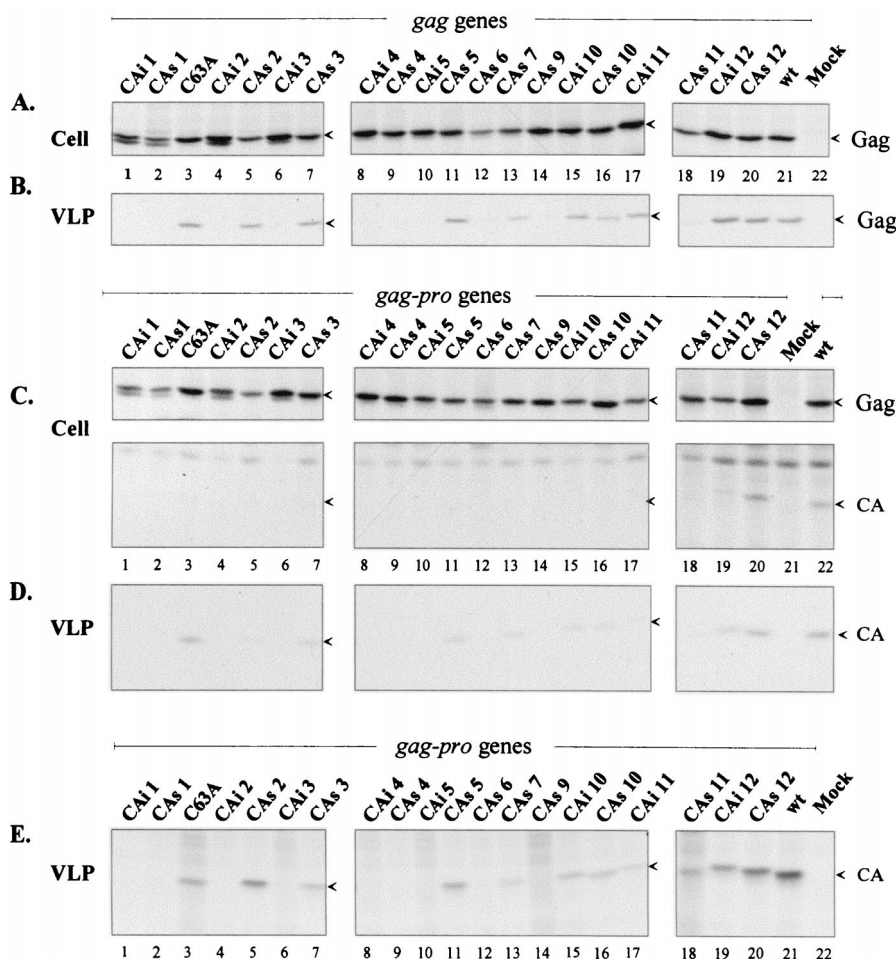 gag genes
CAi 1 CAs 1 C63A CAi 2 CAs 2 CAi 3 CAs 3 CAi 4 CAs 4 CAi 5 CAs 5 CAs 6 CAs 7 CAs 9 CAi 10 CAs 10 CAi 11 CAs 11 CAi 12 CAs 12 wt Mock
A.
Cell
Gag
1 2 3 4 5 6 7 8 9 10 11 12 13 14 15 16 17 18 19 20 21 22
B.
VLP
Gag
gag-pro genes
CAi 1 CAs1 C63A CAi 2 CAs 2 CAi 3 CAs 3 CAi 4 CAs 4 CAi 5 CAs 5 CAs 6 CAs 7 CAs 9 CAi 10 CAs 10 CAi 11 CAs 11 CAi 12 CAs 12 Mock wt
C.
Gag
Cell
CA
1 2 3 4 5 6 7 8 9 10 11 12 13 14 15 16 17 18 19 20 21 22
D.
VLP
CA
gag-pro genes
CAi 1 CAs 1 C63A CAi 2 CAs 2 CAi 3 CAs 3 CAi 4 CAs 4 CAi 5 CAs 5 CAs 6 CAs 7 CAs 9 CAi 10 CAs 10 CAi 11 CAs 11 CAi 12 CAs 12 wt Mock
E.
VLP
CA
1 2 3 4 5 6 7 8 9 10 11 12 13 14 15 16 17 18 19 20 21 22